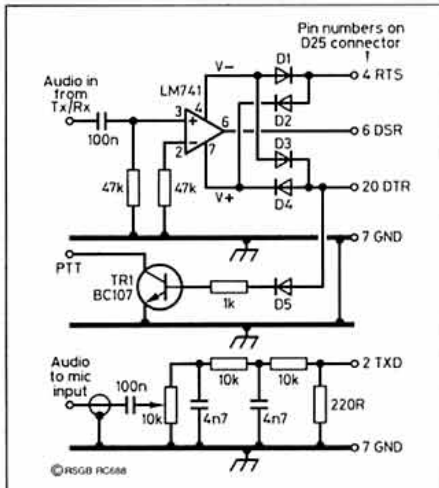 Pin numbers on
D25 connector
Audio in
from
Tx/Rx
LM741
V−
D1
4 RTS
D2
100n
3
4
+
6
6 DSR
2
−
7
D3
47k
47k
V+
D4
20 DTR
7 GND
PTT
TR1
BC107
1k
D5
Audio
to mic
input
100n
10k
10k
10k
2 TXD
4n7
4n7
220R
7 GND
©RSGB RC688